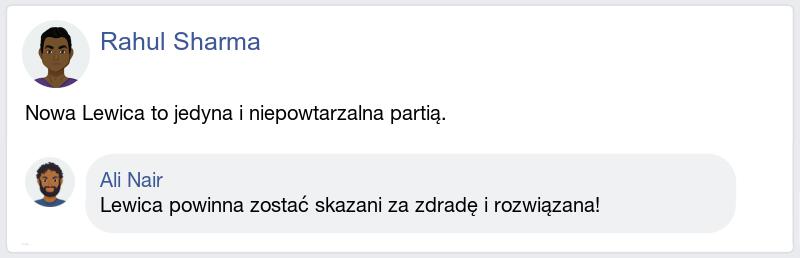 Rahul Sharma
Nowa Lewica to jedyna i niepowtarzalna partią.
Ali Nair
Lewica powinna zostać skazani za zdradę i rozwiązana!